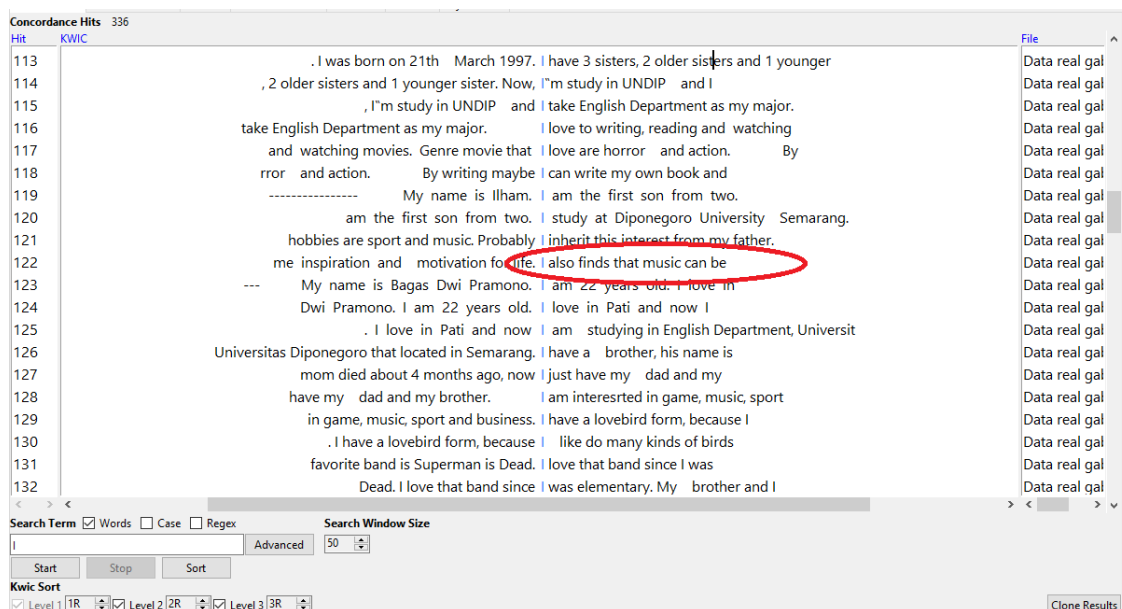 Concordance Hits 336
Hit KWIC File
113 . I was born on 21th March 1997. I have 3 sisters, 2 older sisters and 1 younger Data real gal
114 , 2 older sisters and 1 younger sister. Now, I"m study in UNDIP and I Data real gal
115 , I"m study in UNDIP and I take English Department as my major. Data real gal
116 take English Department as my major. I love to writing, reading and watching Data real gal
117 and watching movies. Genre movie that I love are horror and action. By Data real gal
118 rror and action. By writing maybe I can write my own book and Data real gal
119 ---------------- My name is Ilham. I am the first son from two. Data real gal
120 am the first son from two. I study at Diponegoro University Semarang. Data real gal
121 hobbies are sport and music. Probably I inherit this interest from my father. Data real gal
122 me inspiration and motivation for life. I also finds that music can be Data real gal
123 --- My name is Bagas Dwi Pramono. I am 22 years old. I love in Data real gal
124 Dwi Pramono. I am 22 years old. I love in Pati and now I Data real gal
125 . I love in Pati and now I am studying in English Department, Universit Data real gal
126 Universitas Diponegoro that located in Semarang. I have a brother, his name is Data real gal
127 mom died about 4 months ago, now I just have my dad and my Data real gal
128 have my dad and my brother. I am interesrted in game, music, sport Data real gal
129 in game, music, sport and business. I have a lovebird form, because I Data real gal
130 . I have a lovebird form, because I like do many kinds of birds Data real gal
131 favorite band is Superman is Dead. I love that band since I was Data real gal
132 Dead. I love that band since I was elementary. My brother and I Data real gal
Search Term Words Case Regex Search Window Size
I Advanced 50
Start Stop Sort
Kwic Sort
Level 1 1R Level 2 2R Level 3 3R Clone Results